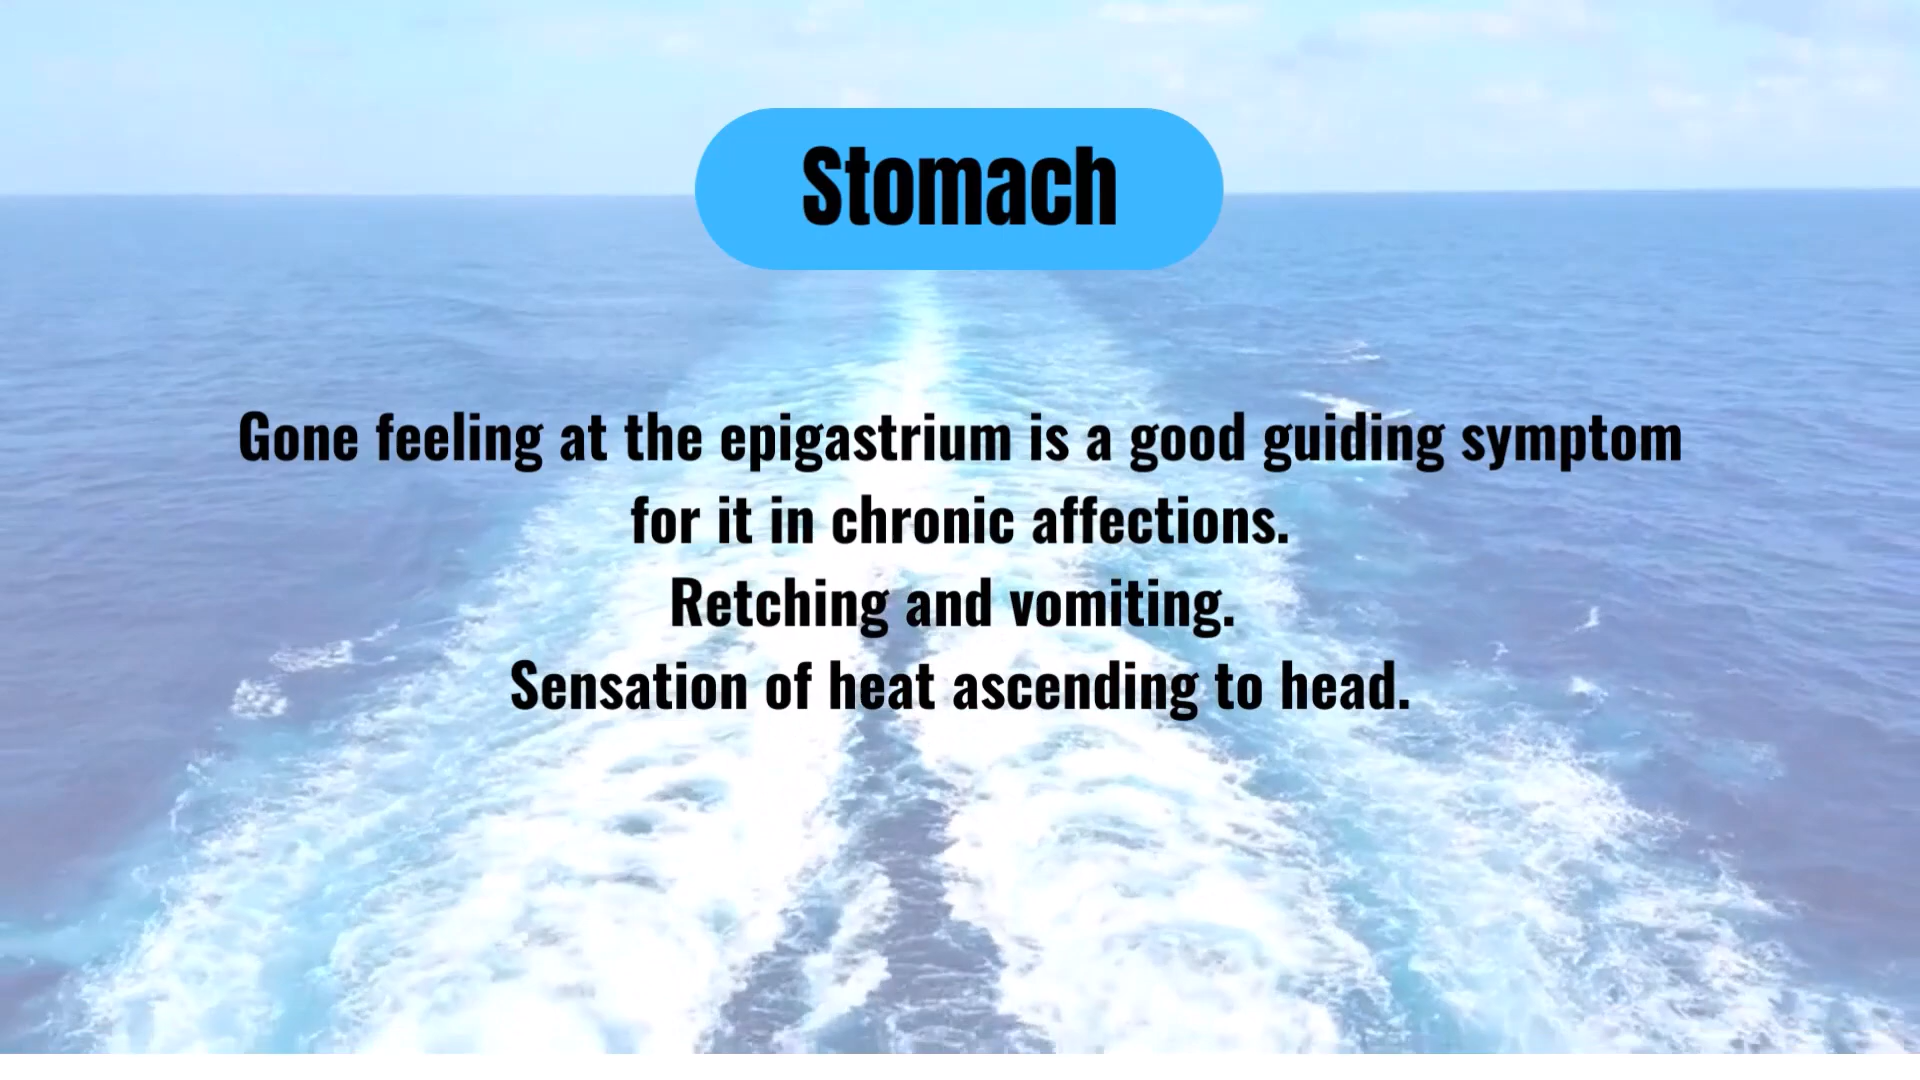 Stomach
Gone feeling at the epigastrium is a good guiding symptom
for it in chronic affections.
Retching and vomiting.
Sensation of heat ascending to head.